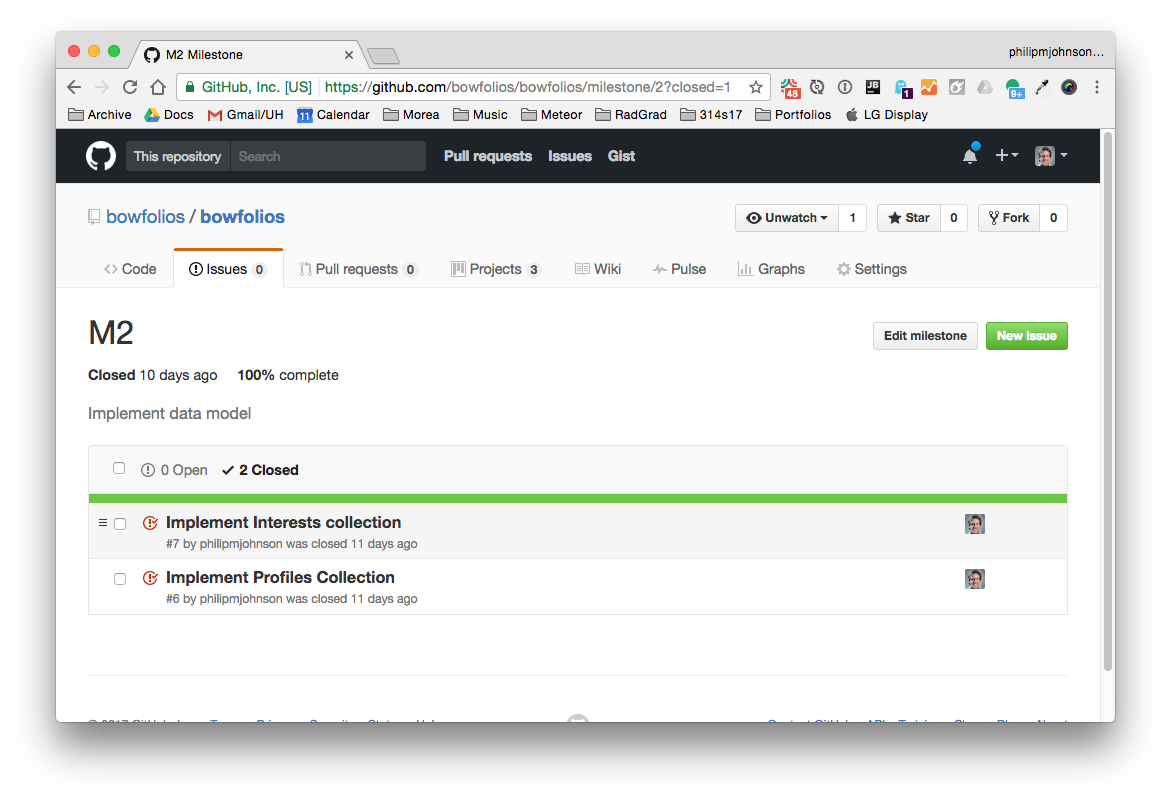 M2 Milestone
philipmjohnson...
GitHub, Inc. [US] https://github.com/bowfolios/bowfolios/milestone/2?closed=1
48 JB 1 9+
Archive Docs Gmail/UH 11 Calendar Morea Music Meteor RadGrad 314s17 Portfolios LG Display
This repository Search Pull requests Issues Gist
bowfolios / bowfolios Unwatch 1 Star 0 Fork 0
Code Issues 0 Pull requests 0 Projects 3 Wiki Pulse Graphs Settings
M2 Edit milestone New issue
Closed 10 days ago 100% complete
Implement data model
0 Open 2 Closed
Implement Interests collection
#7 by philipmjohnson was closed 11 days ago
Implement Profiles Collection
#6 by philipmjohnson was closed 11 days ago